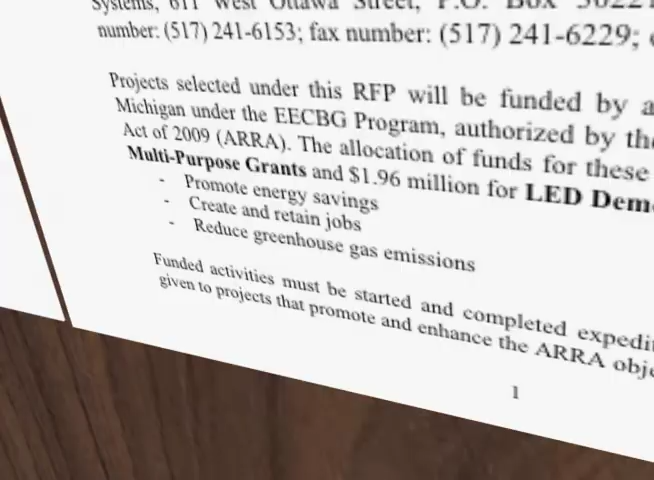 Systems, 611 West Ottawa Street, P.O. Box
number: (517) 241-6153; fax number: (517) 241-6229;
Projects selected under this RFP will be funded by a
Michigan under the EECBG Program, authorized by the
Act of 2009 (ARRA). The allocation of funds for these
Multi-Purpose Grants and $1.96 million for LED Dem
- Promote energy savings
- Create and retain jobs
- Reduce greenhouse gas emissions
Funded activities must be started and completed expedit
given to projects that promote and enhance the ARRA obje
1